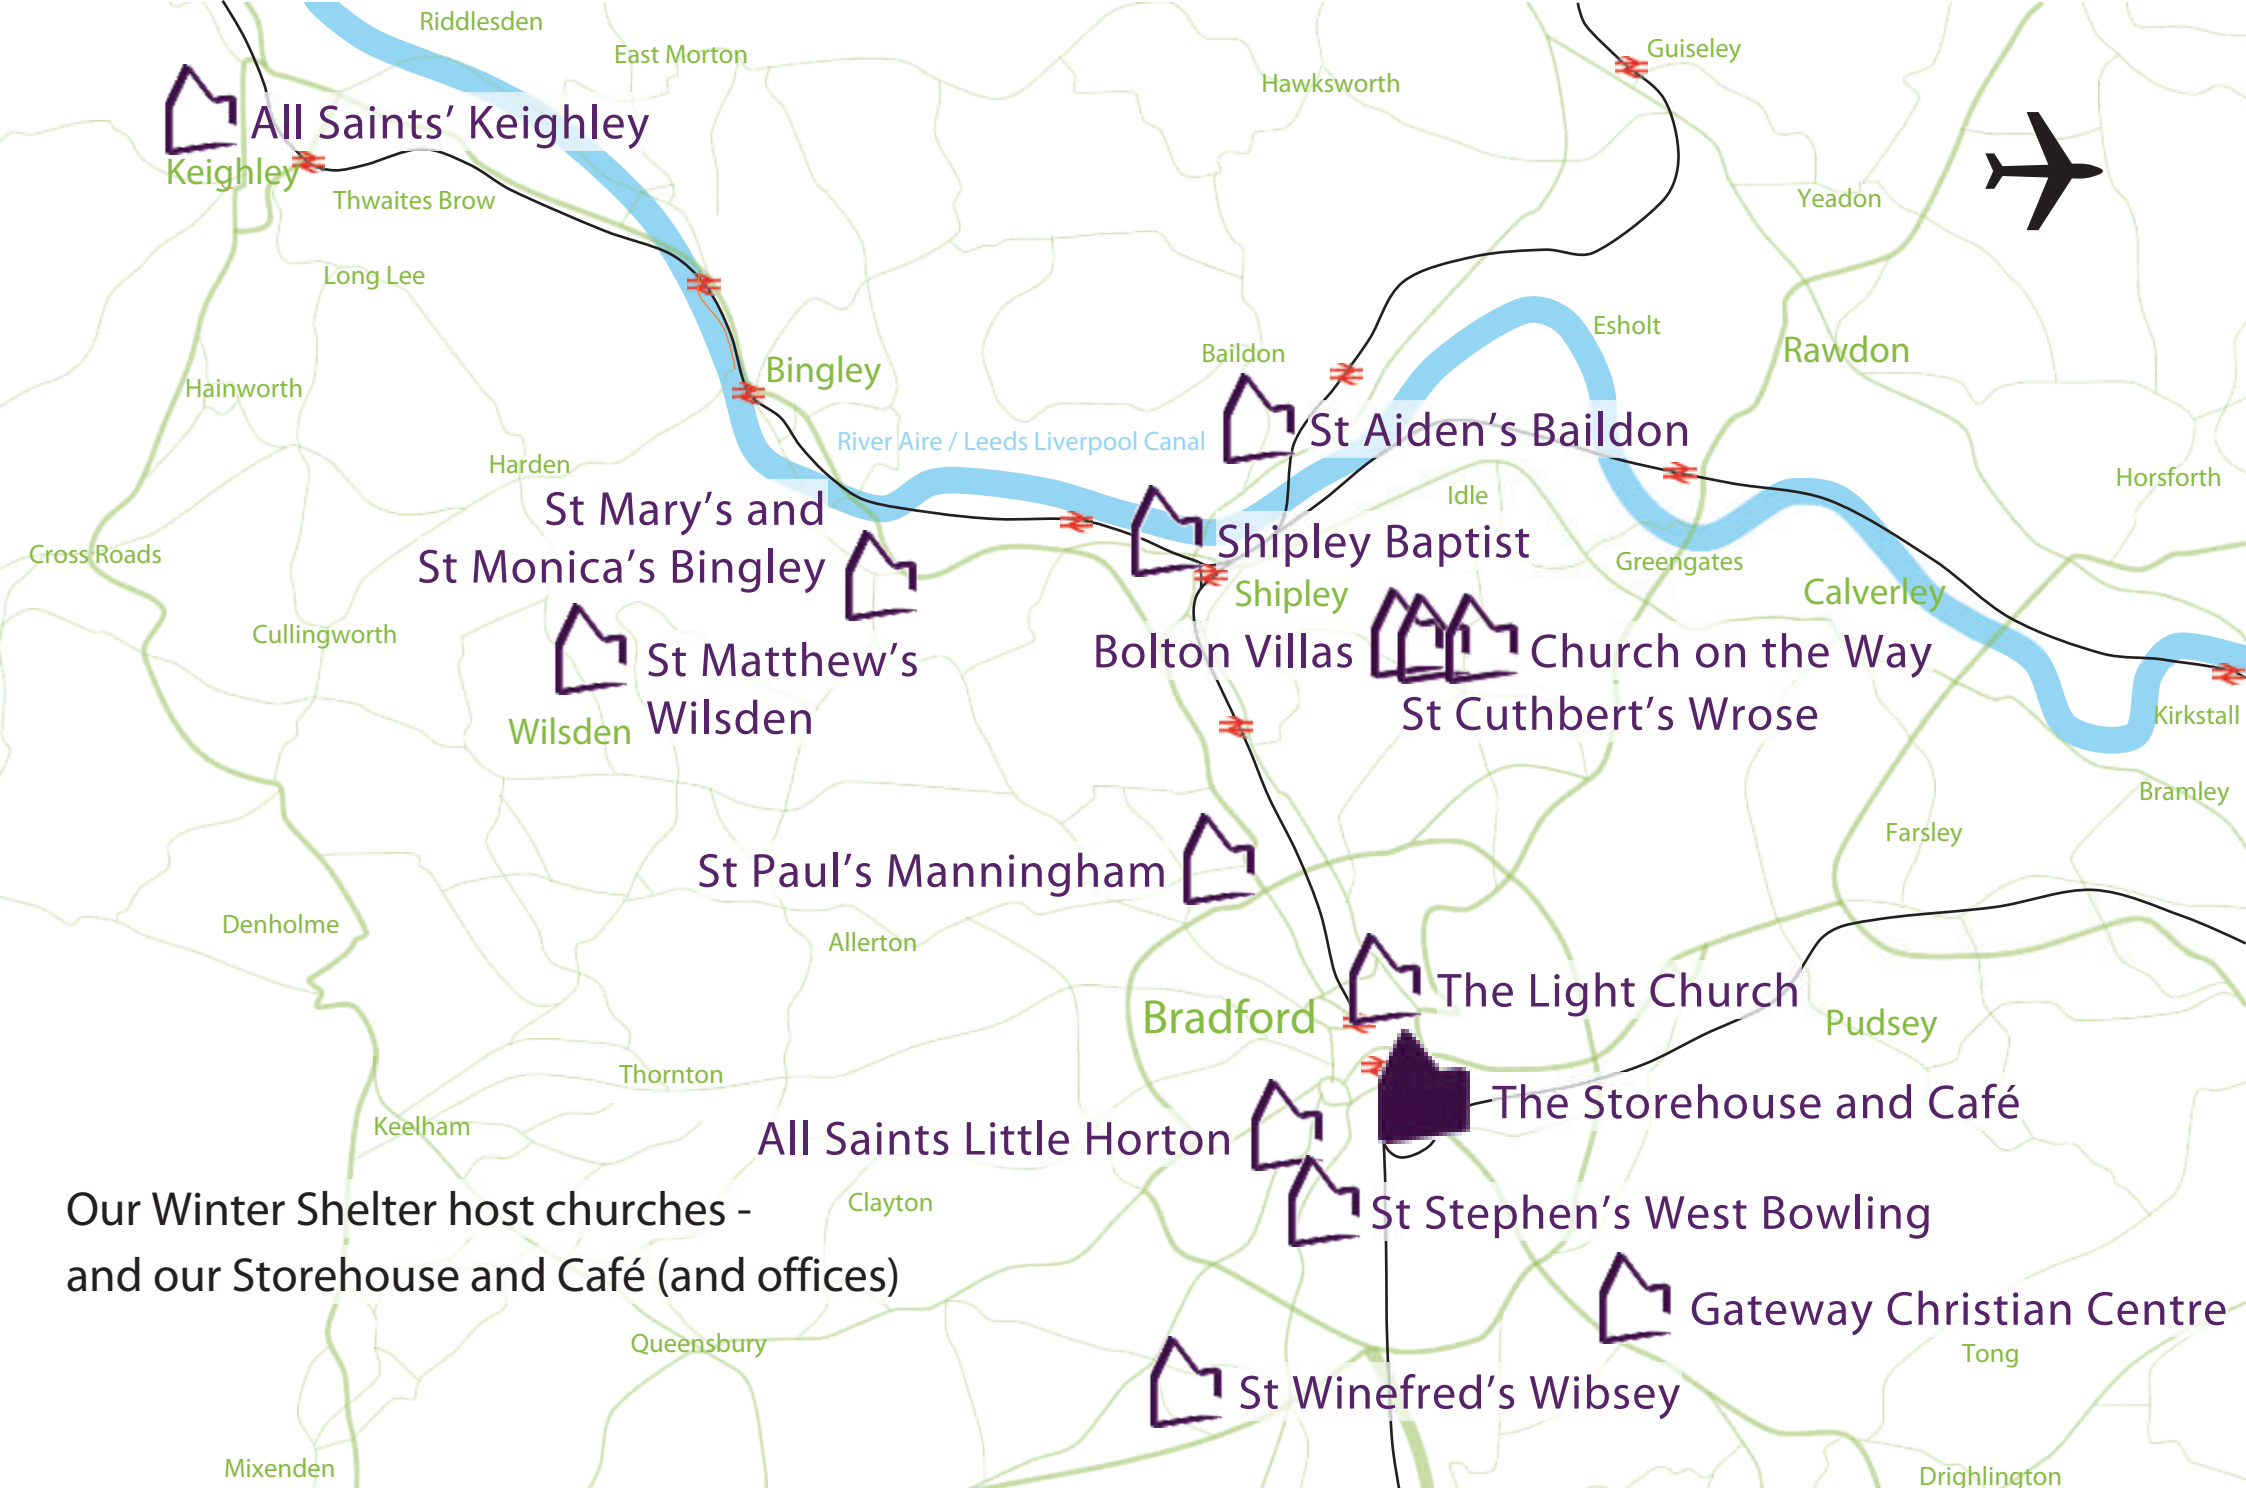 Riddlesden
East Morton
Guiseley
Hawksworth
All Saints’ Keighley
Keighley
Thwaites Brow
Yeadon
Long Lee
Esholt
Baildon
Rawdon
Bingley
Hainworth
River Aire / Leeds Liverpool Canal
St Aiden’s Baildon
Harden
Horsforth
Idle
St Mary’s and
St Monica’s Bingley
Shipley Baptist
Cross Roads
Greengates
Shipley
Calverley
Cullingworth
St Matthew’s
Wilsden
Bolton Villas
Church on the Way
St Cuthbert’s Wrose
Wilsden
Kirkstall
Bramley
Farsley
St Paul’s Manningham
Denholme
Allerton
The Light Church
Bradford
Pudsey
Thornton
The Storehouse and Café
Keelham
All Saints Little Horton
Clayton
St Stephen’s West Bowling
Our Winter Shelter host churches -
and our Storehouse and Café (and offices)
Gateway Christian Centre
Queensbury
Tong
St Winefred’s Wibsey
Mixenden
Drighlington